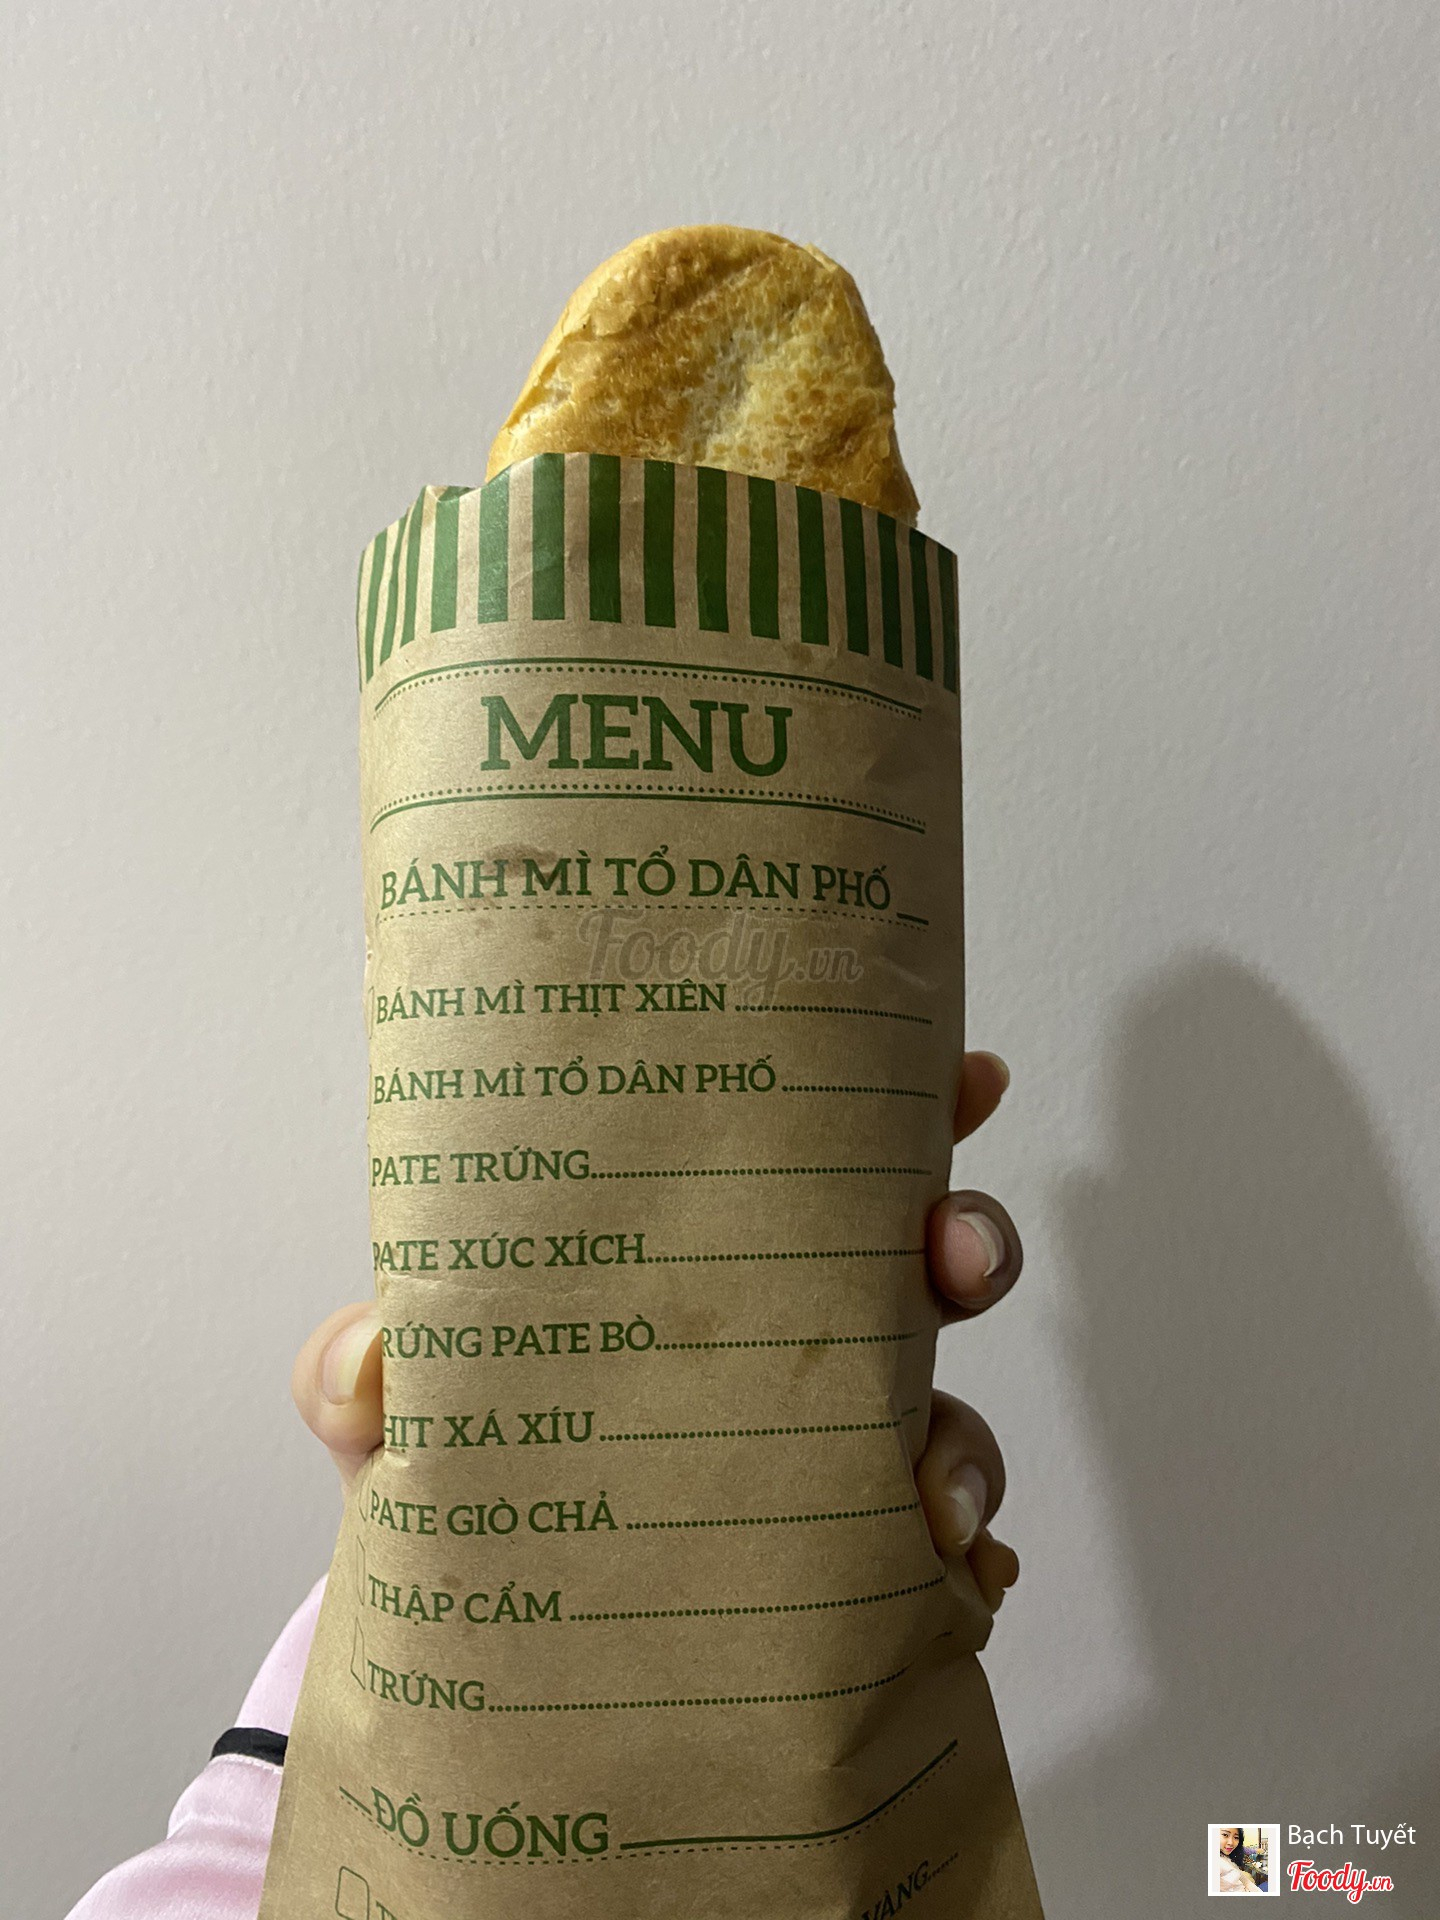 MENU
BÁNH MÌ TỔ DÂN PHỐ
Foody.vn
BÁNH MÌ THỊT XIÊN
BÁNH MÌ TỔ DÂN PHỐ
PATE TRỨNG
PATE XÚC XÍCH
RỨNG PATE BÒ
HỊT XÁ XÍU
PATE GIÒ CHẢ
THẬP CẨM
TRỨNG
ĐỒ UỐNG
VÀNG
Bạch Tuyết
Foody.vn